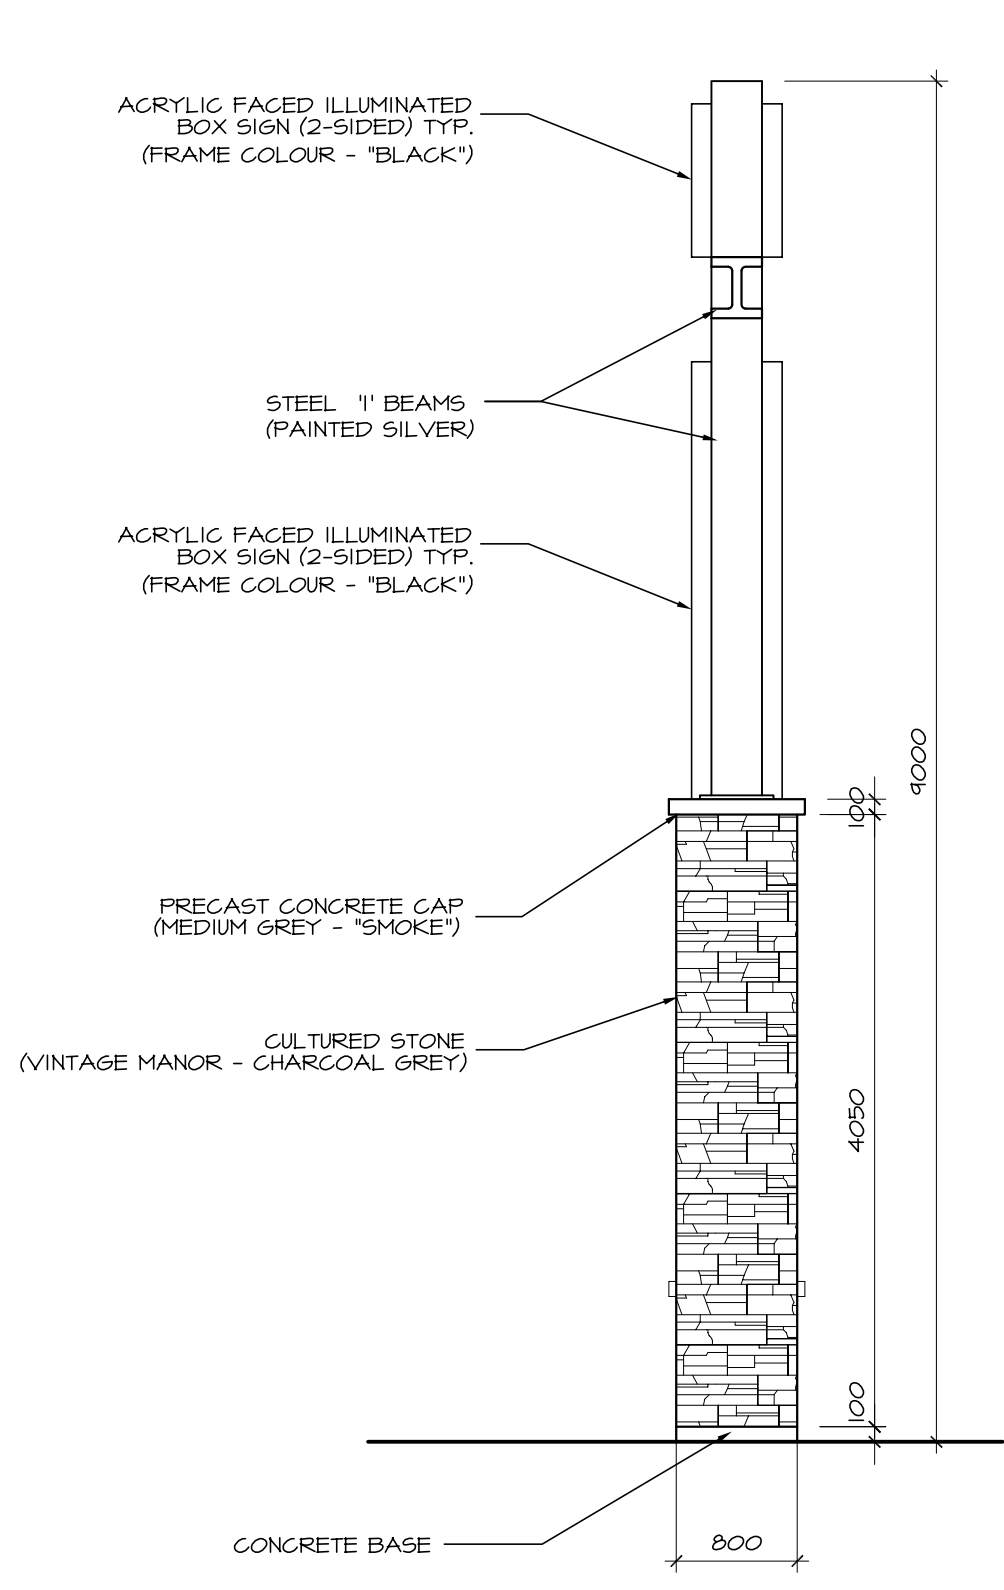 ACRYLIC FACED ILLUMINATED
BOX SIGN (2-SIDED) TYP.
(FRAME COLOUR - "BLACK")
STEEL 'I' BEAMS
(PAINTED SILVER)
ACRYLIC FACED ILLUMINATED
BOX SIGN (2-SIDED) TYP.
(FRAME COLOUR - "BLACK")
9000
100
PRECAST CONCRETE CAP
(MEDIUM GREY - "SMOKE")
CULTURED STONE
(VINTAGE MANOR - CHARCOAL GREY)
4050
100
CONCRETE BASE
800